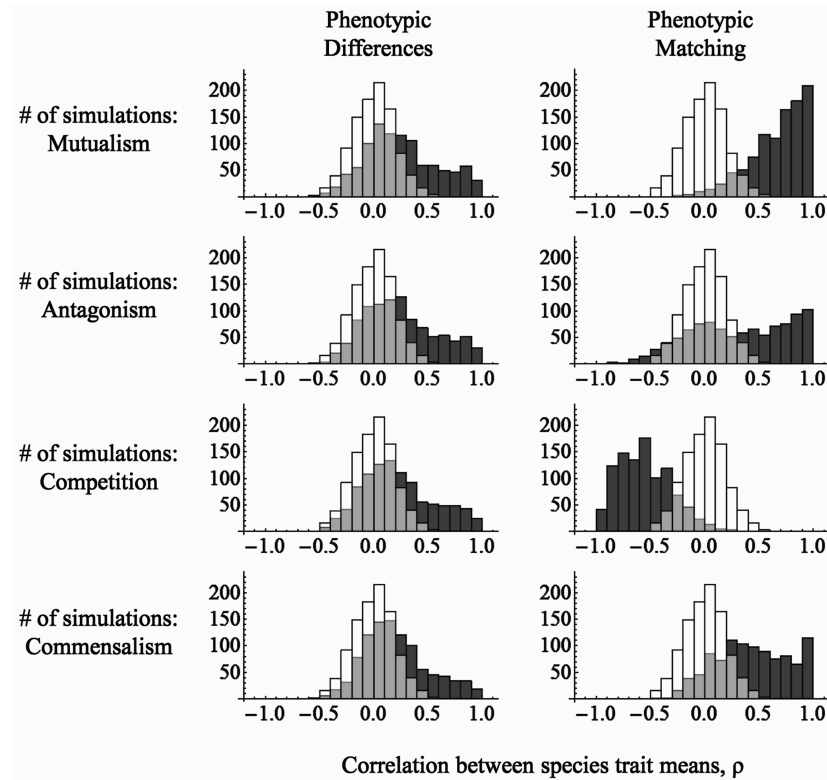 Phenotypic Differences
Phenotypic Matching
# of simulations: Mutualism
200
150
100
50
−1.0 −0.5 0.0 0.5 1.0
200
150
100
50
−1.0 −0.5 0.0 0.5 1.0
# of simulations: Antagonism
200
150
100
50
−1.0 −0.5 0.0 0.5 1.0
200
150
100
50
−1.0 −0.5 0.0 0.5 1.0
# of simulations: Competition
200
150
100
50
−1.0 −0.5 0.0 0.5 1.0
200
150
100
50
−1.0 −0.5 0.0 0.5 1.0
# of simulations: Commensalism
200
150
100
50
−1.0 −0.5 0.0 0.5 1.0
200
150
100
50
−1.0 −0.5 0.0 0.5 1.0
Correlation between species trait means, ρ